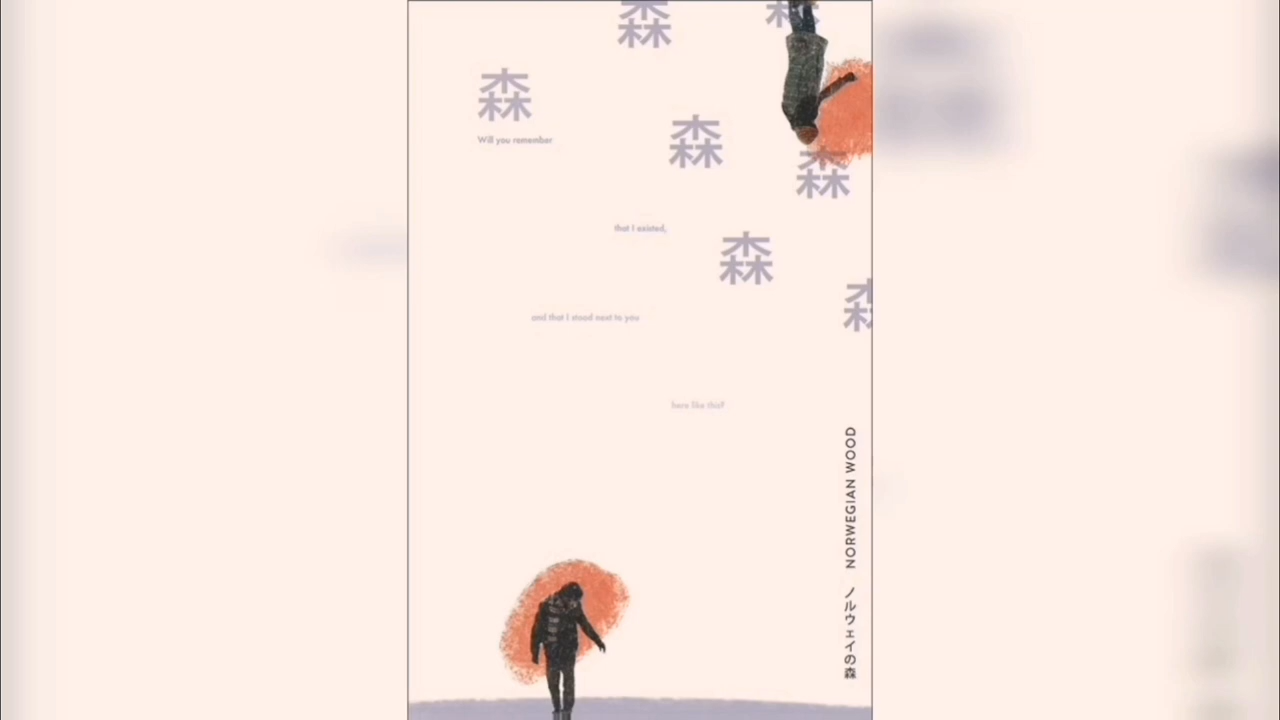 森
森
森
Will you remember
森
森
that I existed,
森
森
and that I stood next to you
here like this?
NORWEGIAN WOOD
ノルウェイの森